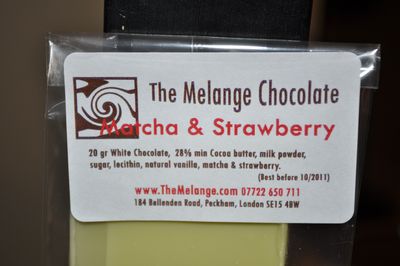 The Melange Chocolate
Matcha & Strawberry
20 gr White Chocolate, 28% min Cocoa butter, milk powder,
sugar, lecithin, natural vanilla, matcha & strawberry.
(Best before 10/2011)
www.TheMelange.com 07722 650 711
184 Bellenden Road, Peckham, London SE15 4BW